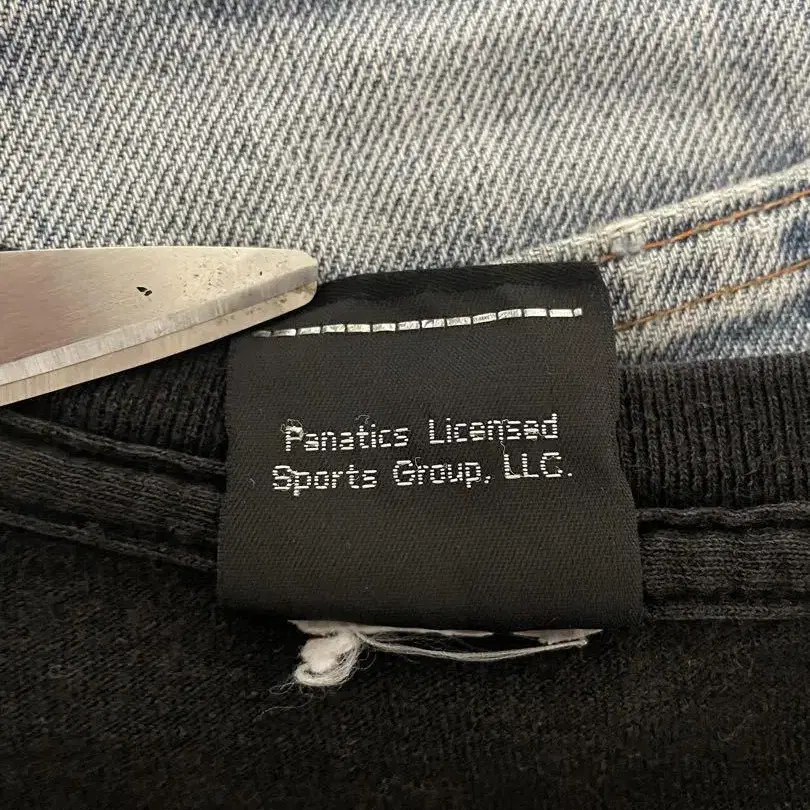 Fanatics Licensed
Sports Group, LLC.